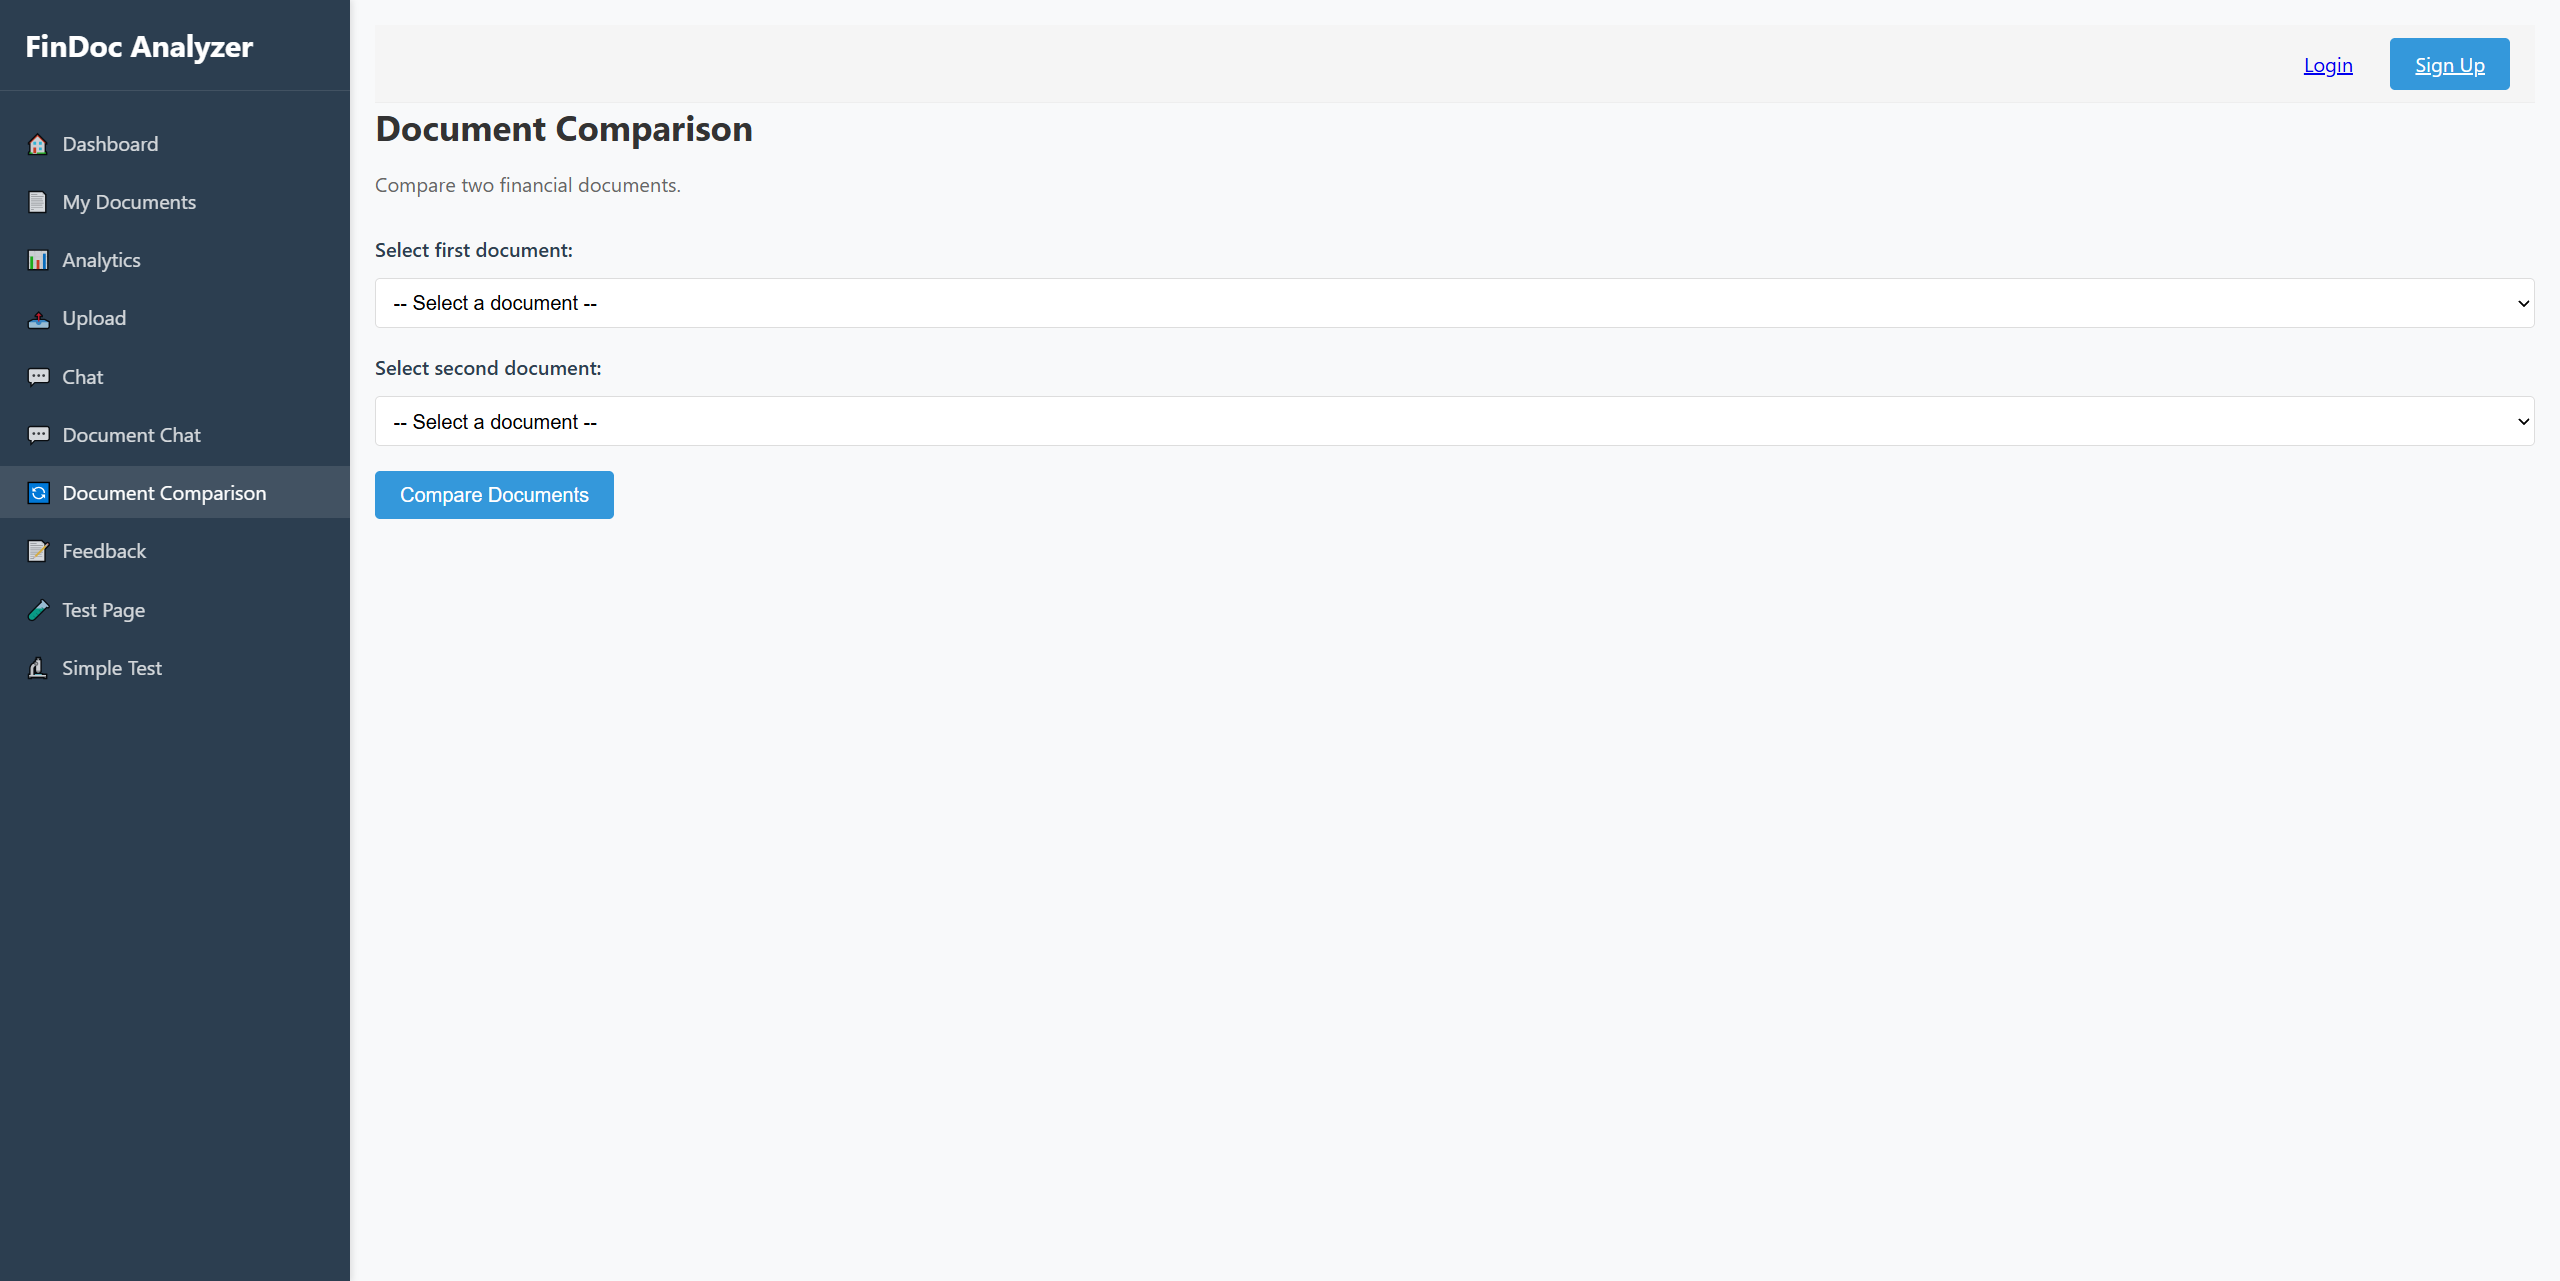 FinDoc Analyzer
Dashboard
My Documents
Analytics
Upload
Chat
Document Chat
Document Comparison
Feedback
Test Page
Simple Test
Login
Sign Up
Document Comparison
Compare two financial documents.
Select first document:
-- Select a document --
Select second document:
-- Select a document --
Compare Documents